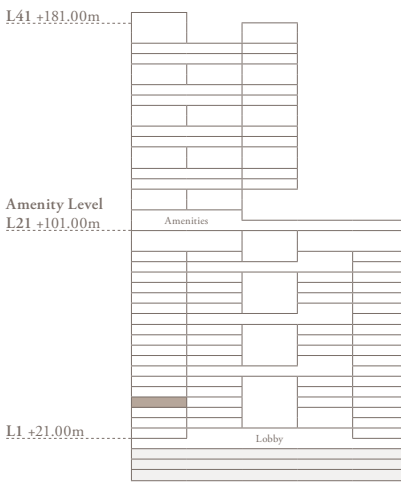 L41 +181.00m
Amenity Level
Amenities
L21 +101.00m
L1 +21.00m
Lobby